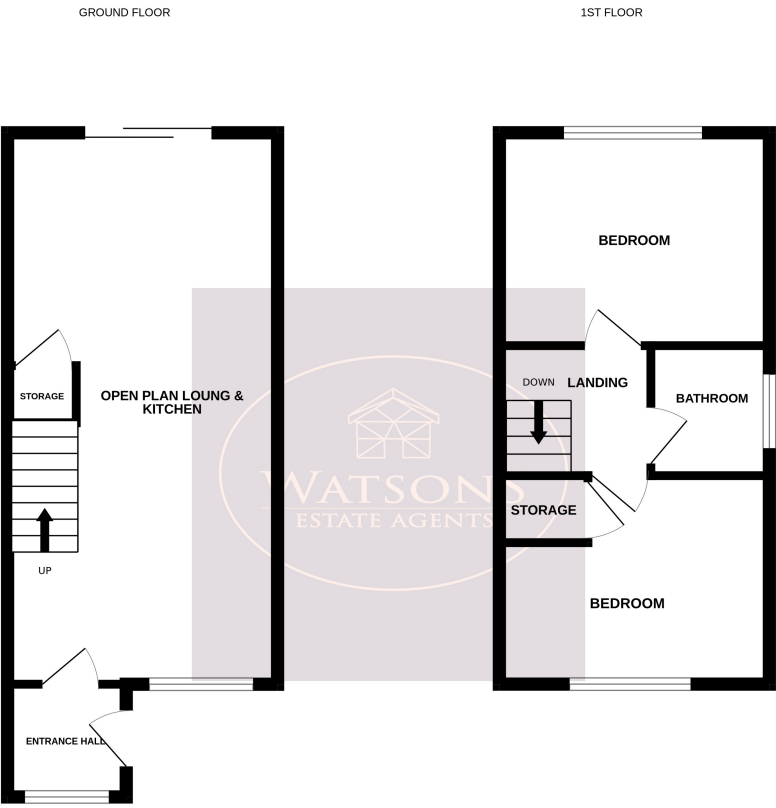 GROUND FLOOR
1ST FLOOR
BEDROOM
DOWN
LANDING
STORAGE
OPEN PLAN LOUNG &
KITCHEN
BATHROOM
WATSONS
ESTATE AGENTS
STORAGE
UP
BEDROOM
ENTRANCE HALL